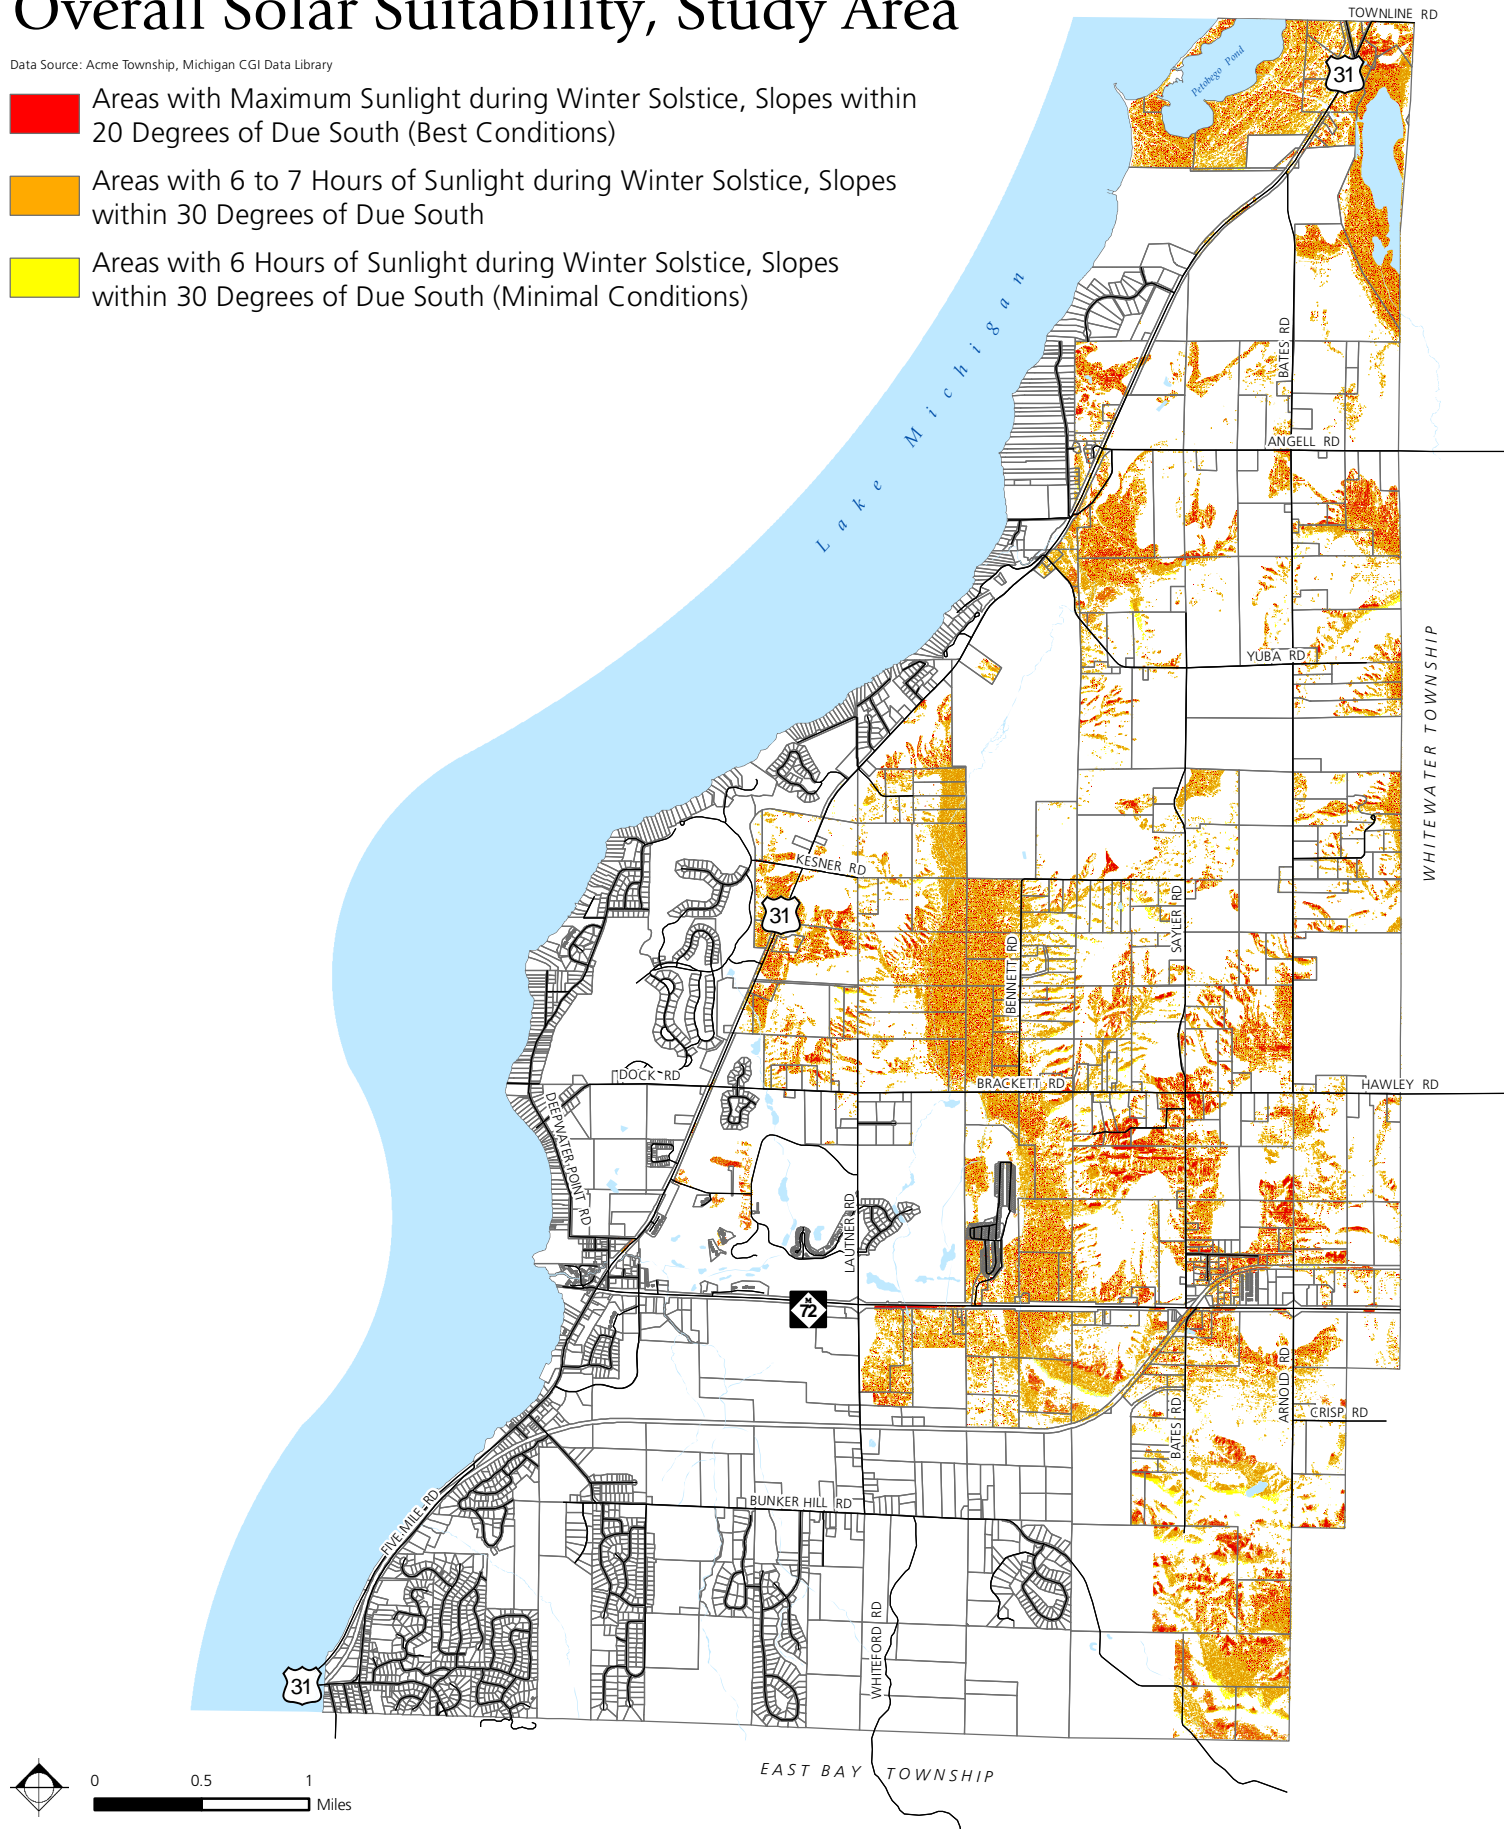 Overall Solar Suitability, Study Area
Data Source: Acme Township, Michigan CGI Data Library
Areas with Maximum Sunlight during Winter Solstice, Slopes within
20 Degrees of Due South (Best Conditions)
Areas with 6 to 7 Hours of Sunlight during Winter Solstice, Slopes
within 30 Degrees of Due South
Areas with 6 Hours of Sunlight during Winter Solstice, Slopes
within 30 Degrees of Due South (Minimal Conditions)
TOWNLINE RD
31
Petobego Pond
Lake Michigan
BATES RD
ANGELL RD
YUBA RD
WHITEWATER TOWNSHIP
KESNER RD
31
SAYLER RD
BENNETT RD
DOCK RD
BRACKETT RD
HAWLEY RD
DEEPWATER POINT RD
LAUTNER RD
M
72
ARNOLD RD
BATES RD
CRISP RD
FIVE MILE RD
BUNKER HILL RD
WHITEFORD RD
31
EAST BAY TOWNSHIP
0 0.5 1
Miles